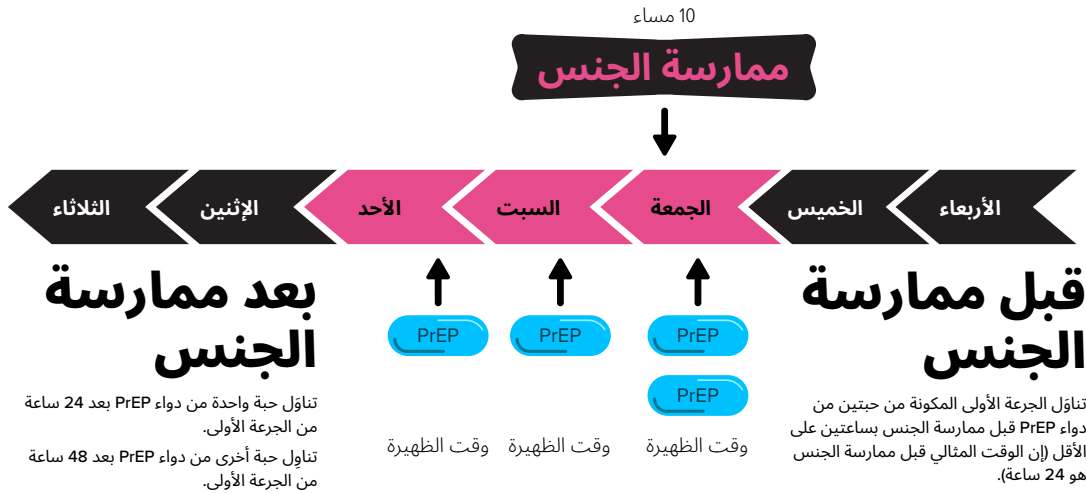 10 مساء
ممارسة الجنس
الأربعاء
الخميس
الجمعة
السبت
الأحد
الإثنين
الثلاثاء
قبل ممارسة
الجنس
تناوَل الجرعة الأولى المكونة من حبتين من
دواء PrEP قبل ممارسة الجنس بساعتين على
الأقل (إن الوقت المثالي قبل ممارسة الجنس
هو 24 ساعة).
PrEP
PrEP
وقت الظهيرة
PrEP
وقت الظهيرة
PrEP
وقت الظهيرة
بعد ممارسة
الجنس
تناوَل حبة واحدة من دواء PrEP بعد 24 ساعة
من الجرعة الأولى.
تناوِل حبة أخرى من دواء PrEP بعد 48 ساعة
من الجرعة الأولى.